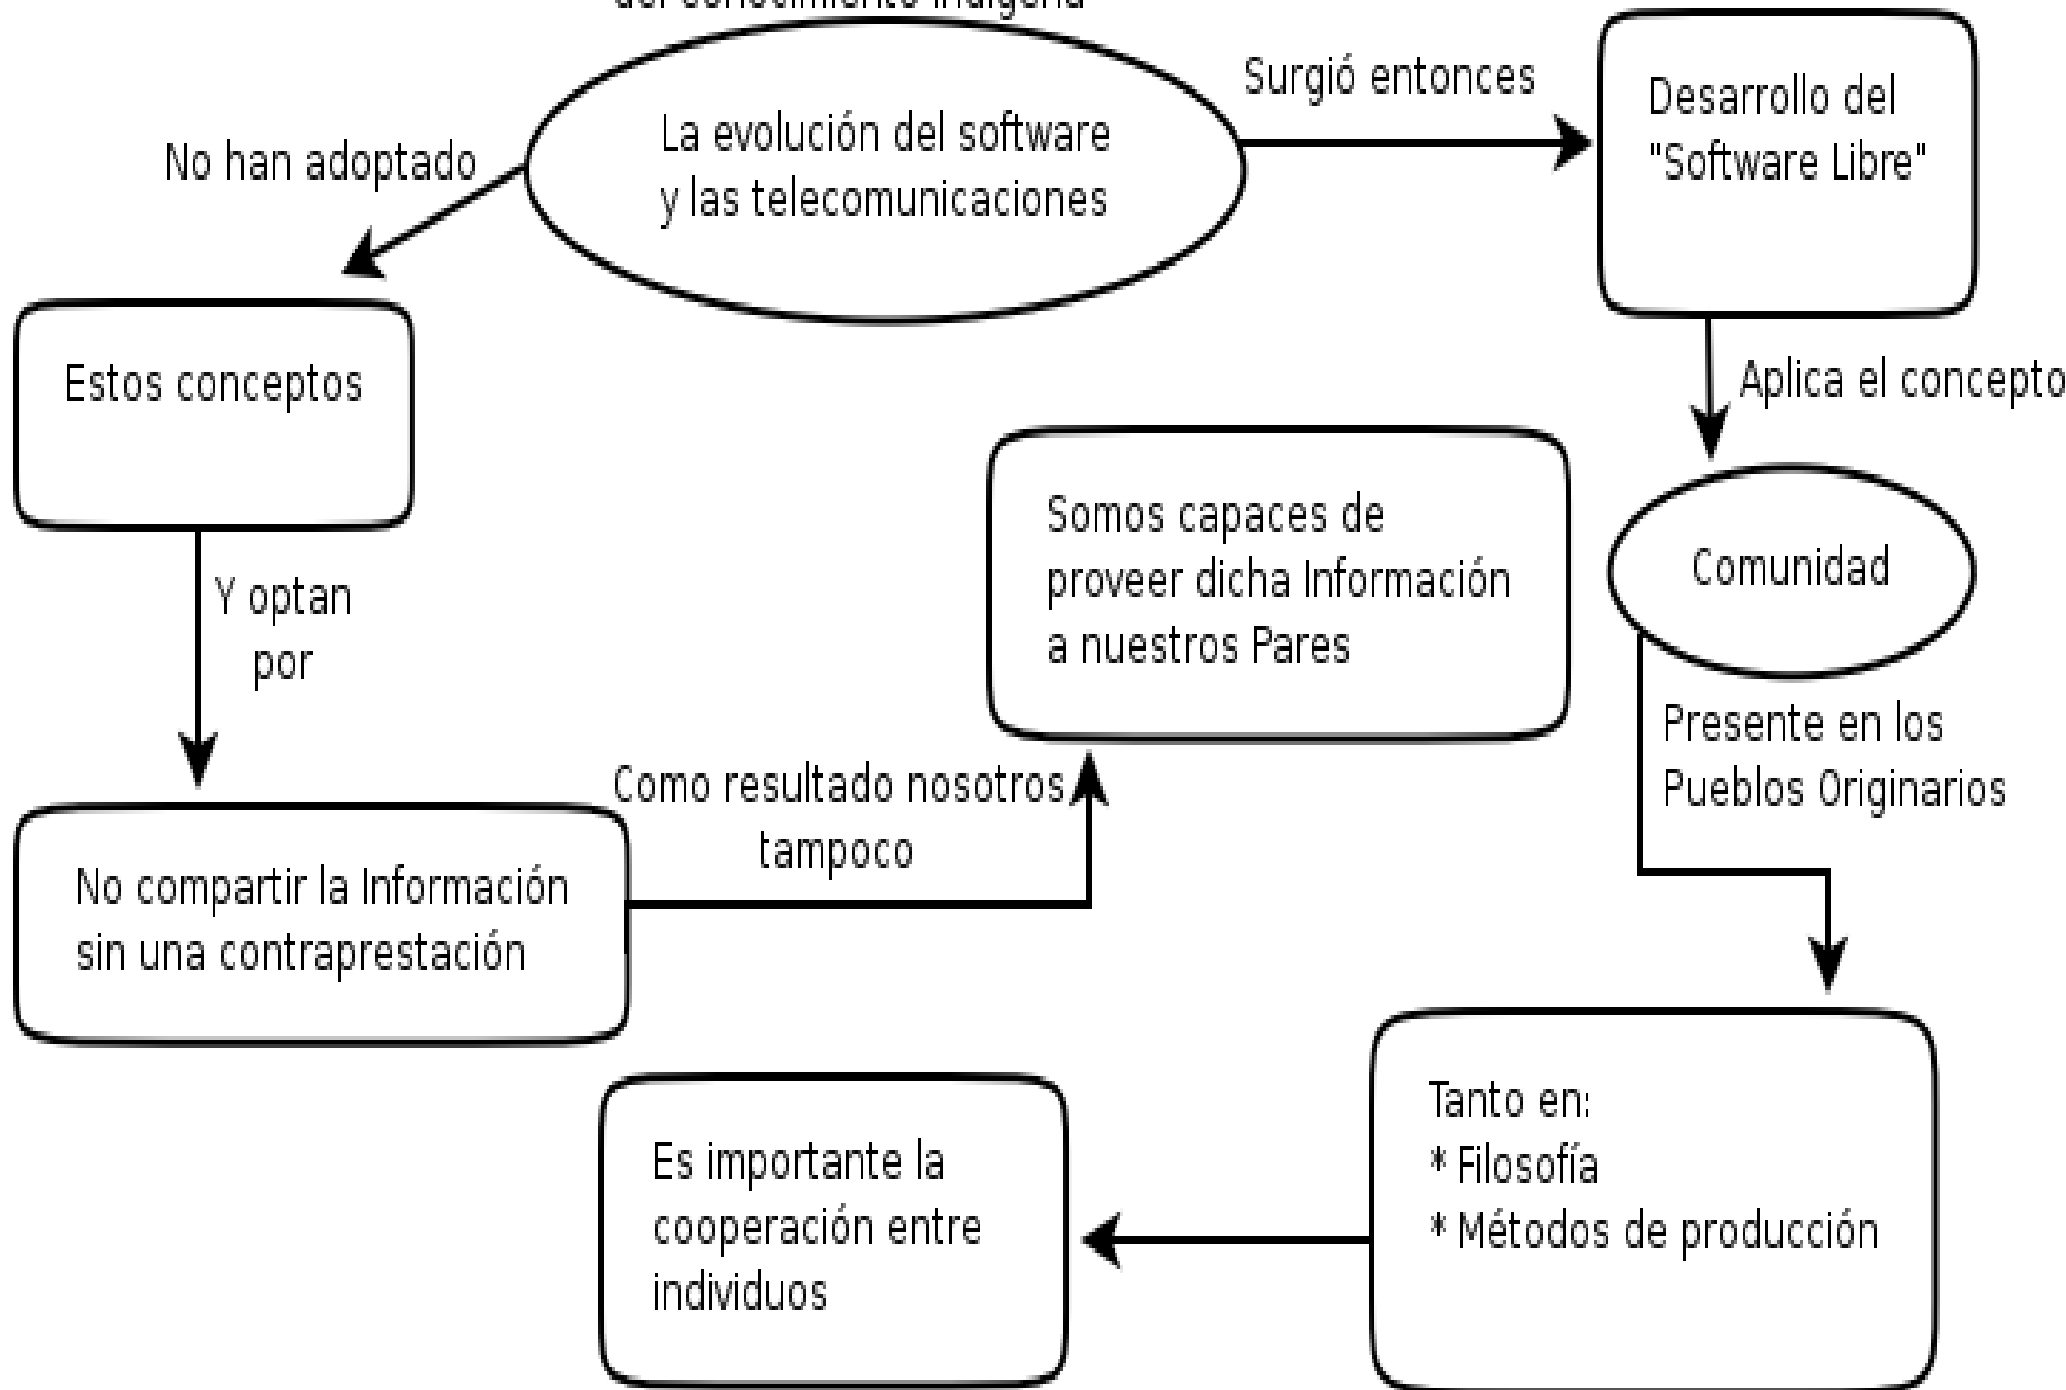 del conocimiento indígena
La evolución del software
y las telecomunicaciones
Surgió entonces
Desarrollo del
"Software Libre"
No han adoptado
Estos conceptos
Aplica el concepto
Somos capaces de
proveer dicha Información
a nuestros Pares
Comunidad
Y optan
por
Presente en los
Pueblos Originarios
Como resultado nosotros
tampoco
No compartir la Información
sin una contraprestación
Tanto en:
* Filosofía
* Métodos de producción
Es importante la
cooperación entre
individuos